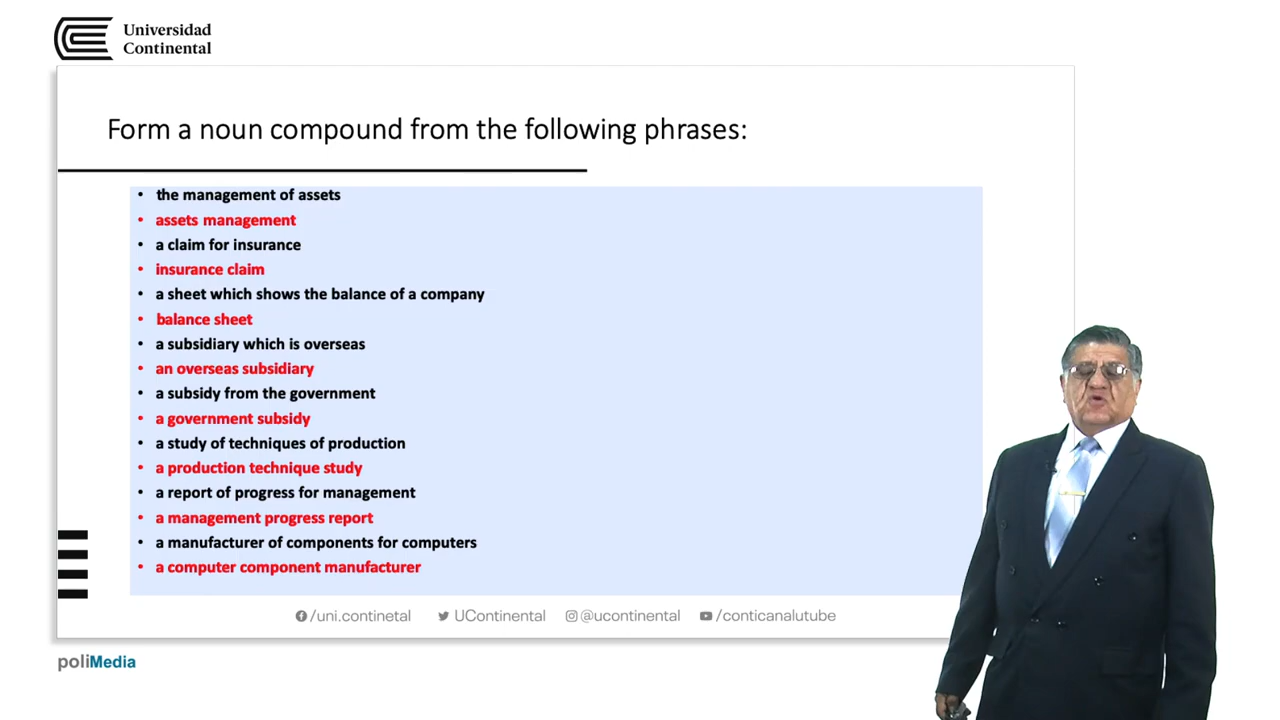 Universidad
Continental
Form a noun compound from the following phrases:
• the management of assets
• assets management
• a claim for insurance
• insurance claim
• a sheet which shows the balance of a company
• balance sheet
• a subsidiary which is overseas
• an overseas subsidiary
• a subsidy from the government
• a government subsidy
• a study of techniques of production
• a production technique study
• a report of progress for management
• a management progress report
• a manufacturer of components for computers
• a computer component manufacturer
/uni.continetal UContinental @ucontinental /conticanalutube
poliMedia